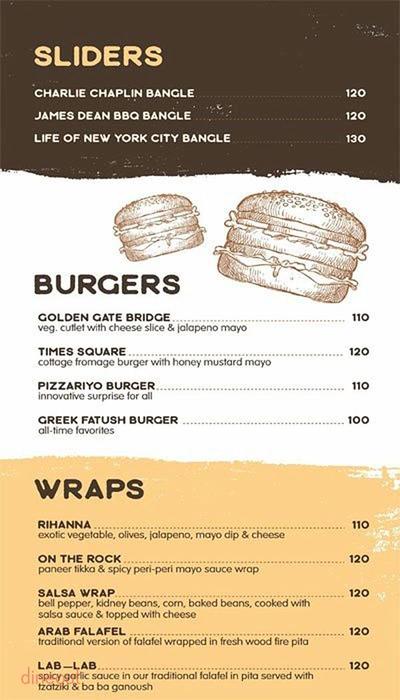 SLIDERS
CHARLIE CHAPLIN BANGLE 120
JAMES DEAN BBQ BANGLE 120
LIFE OF NEW YORK CITY BANGLE 130
BURGERS
GOLDEN GATE BRIDGE 110
veg. cutlet with cheese slice & jalapeno mayo
TIMES SQUARE 120
cottage fromage burger with honey mustard mayo
PIZZARIYO BURGER 110
innovative surprise for all
GREEK FATUSH BURGER 100
all-time favorites
WRAPS
RIHANNA 110
exotic vegetable, olives, jalapeno, mayo dip & cheese
ON THE ROCK 120
paneer tikka & spicy peri-peri mayo sauce wrap
SALSA WRAP 120
bell pepper, kidney beans, corn, baked beans, cooked with
salsa sauce & topped with cheese
ARAB FALAFEL 120
traditional version of falafel wrapped in fresh wood fire pita
LAB—LAB 120
spicy garlic sauce in our traditional falafel in pita served with
tzatziki & ba ba ganoush